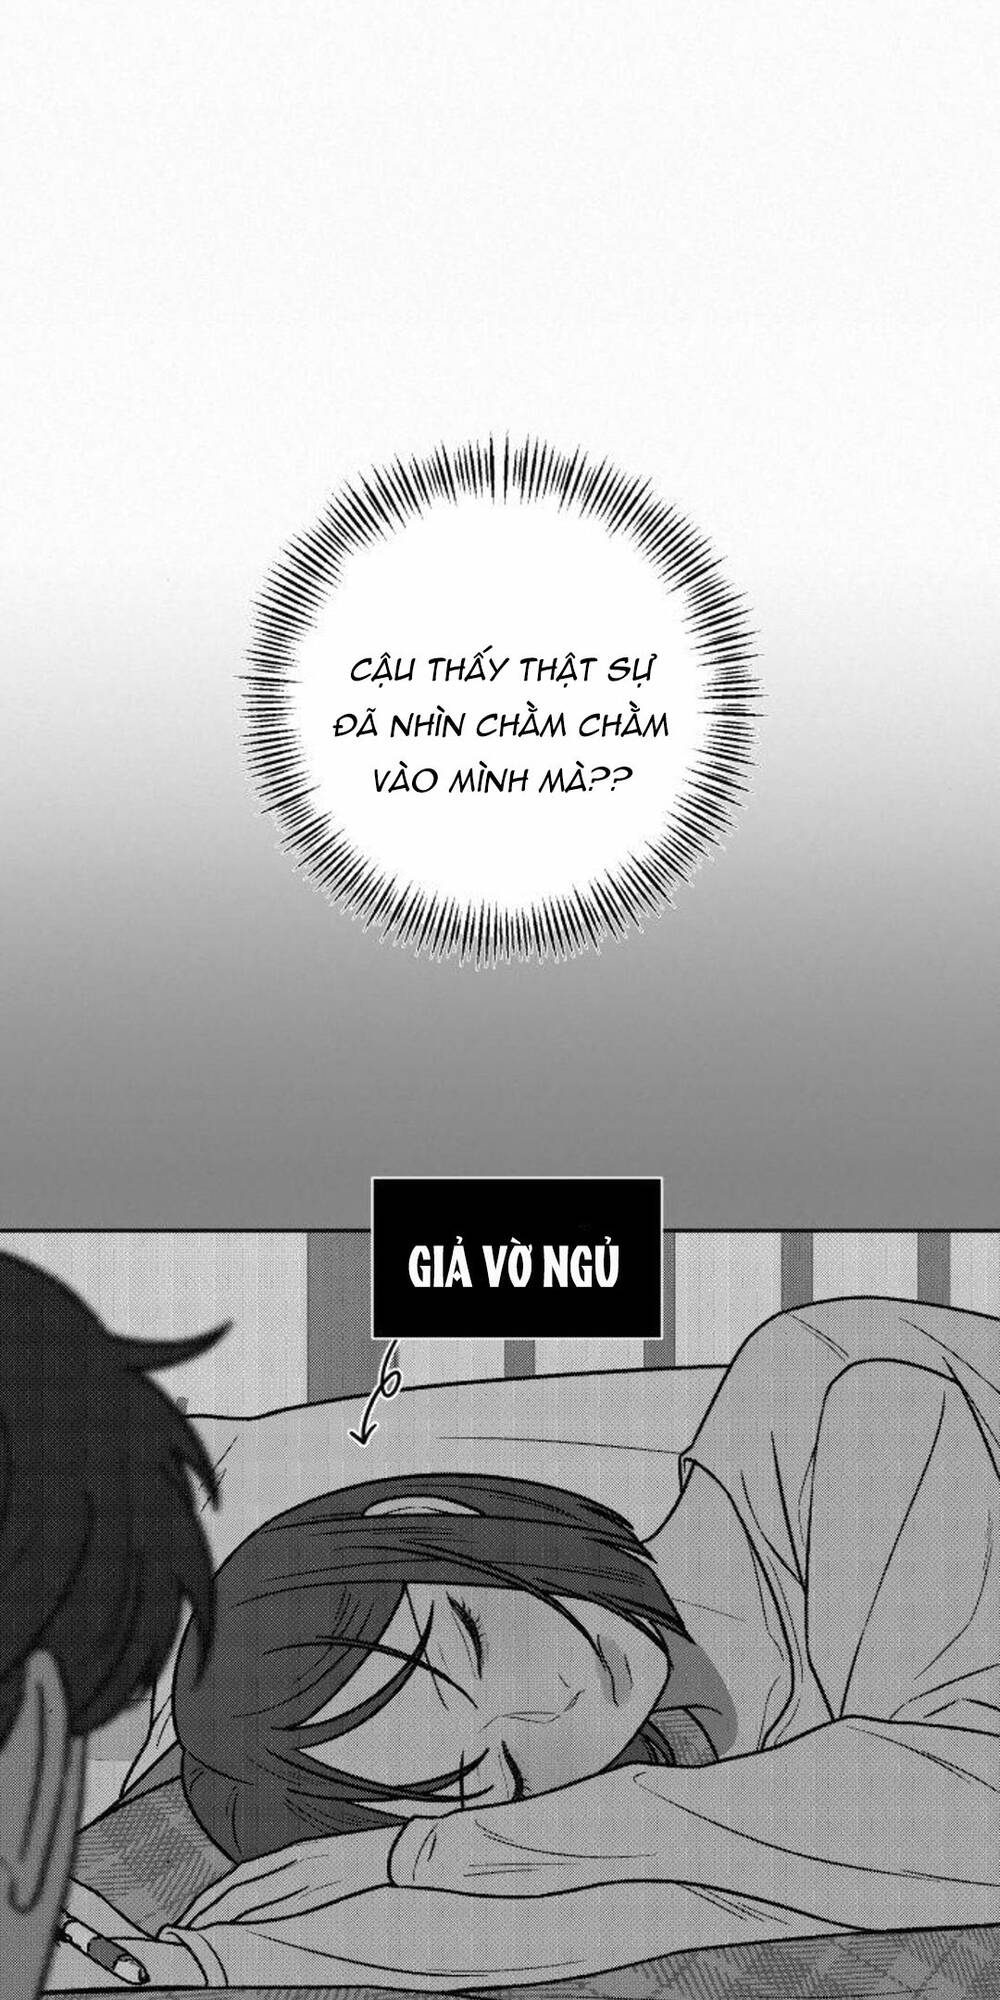 CẬU THẤY THẬT SỰ
ĐÃ NHÌN CHẰM CHẰM
VÀO MÌNH MÀ??
GIẢ VỜ NGỦ